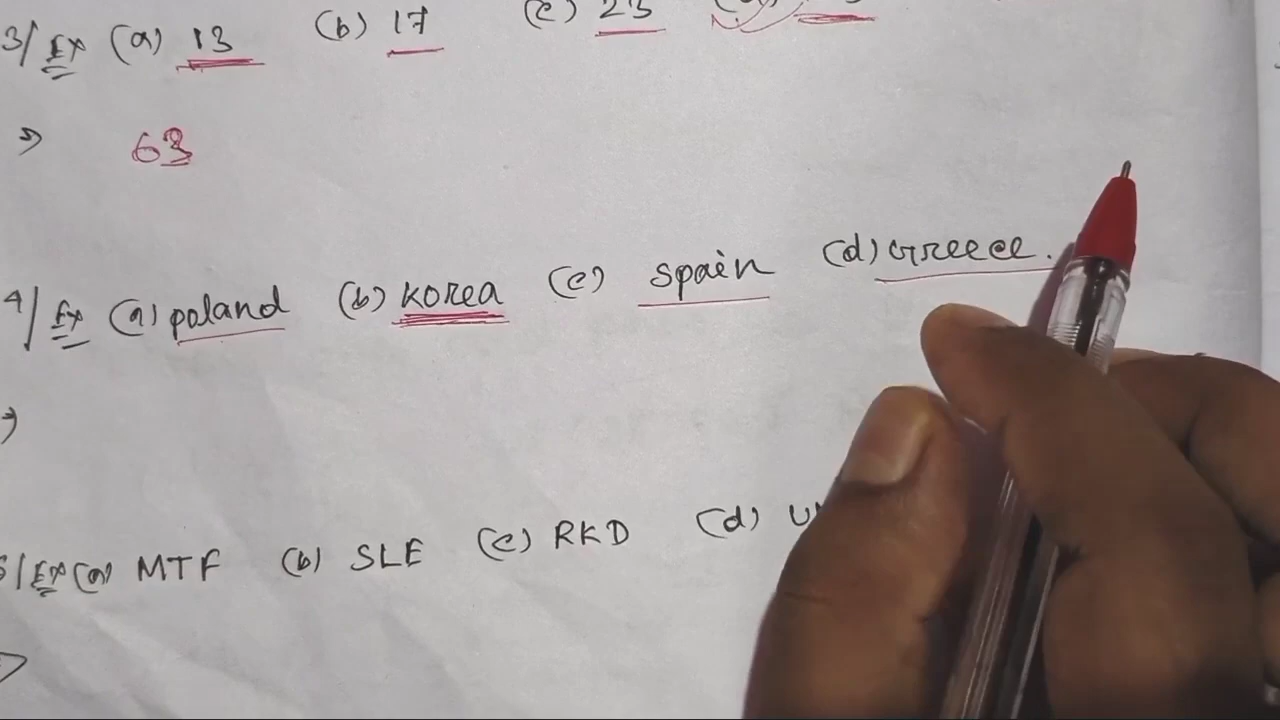 3/ Ex (a) 13 (b) 17 (c) 23
63
4/ Ex (a) poland (b) korea (c) spain (d) Greece.
5/ Ex (a) MTF (b) SLE (c) RKD (d)